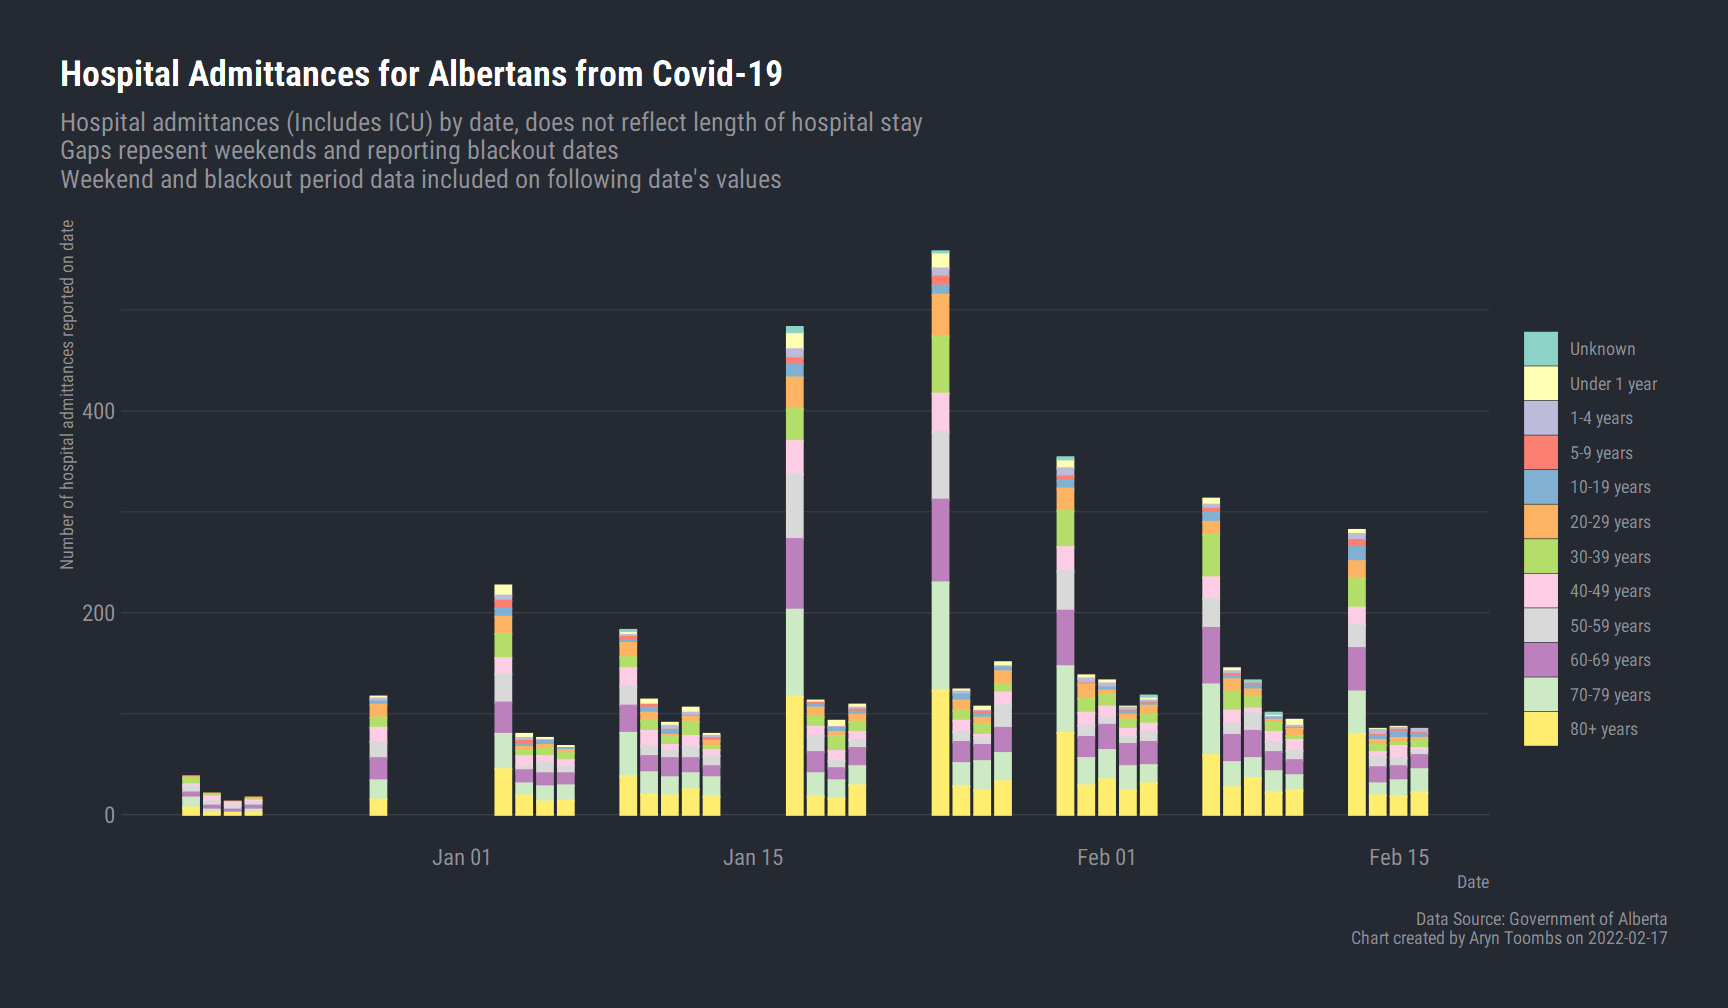 Hospital Admittances for Albertans from Covid-19
Hospital admittances (Includes ICU) by date, does not reflect length of hospital stay
Gaps repesent weekends and reporting blackout dates
Weekend and blackout period data included on following date's values
Number of hospital admittances reported on date
400
200
0
Jan 01
Jan 15
Feb 01
Feb 15
Date
Unknown
Under 1 year
1-4 years
5-9 years
10-19 years
20-29 years
30-39 years
40-49 years
50-59 years
60-69 years
70-79 years
80+ years
Data Source: Government of Alberta
Chart created by Aryn Toombs on 2022-02-17